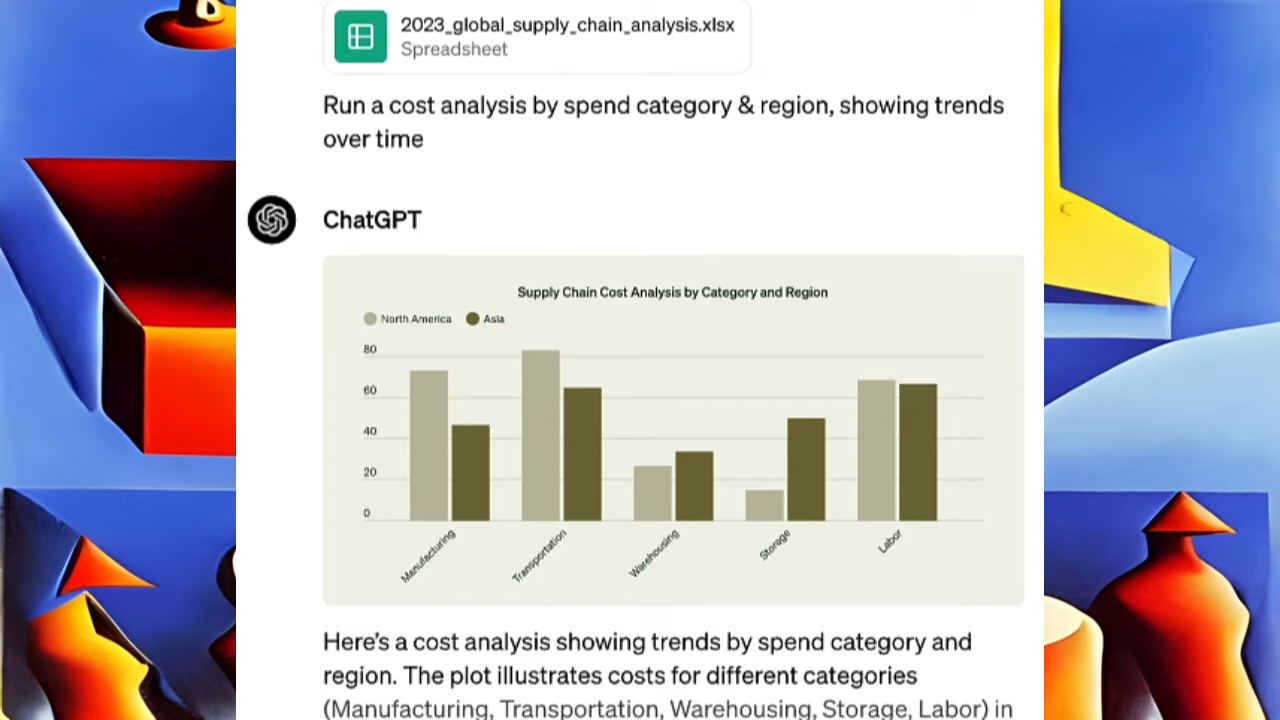 2023_global_supply_chain_analysis.xlsx
Spreadsheet
Run a cost analysis by spend category & region, showing trends
over time
ChatGPT
Supply Chain Cost Analysis by Category and Region
North America Asia
80
60
40
20
0
Manufacturing Transportation Warehousing Storage Labor
Here's a cost analysis showing trends by spend category and
region. The plot illustrates costs for different categories
(Manufacturing, Transportation, Warehousing, Storage, Labor) in